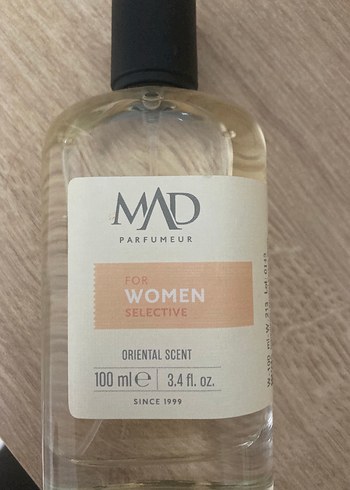 MAD
PARFUMEUR
FOR
WOMEN
SELECTIVE
ORIENTAL SCENT
100 ml ℮ 3.4 fl. oz.
SINCE 1999